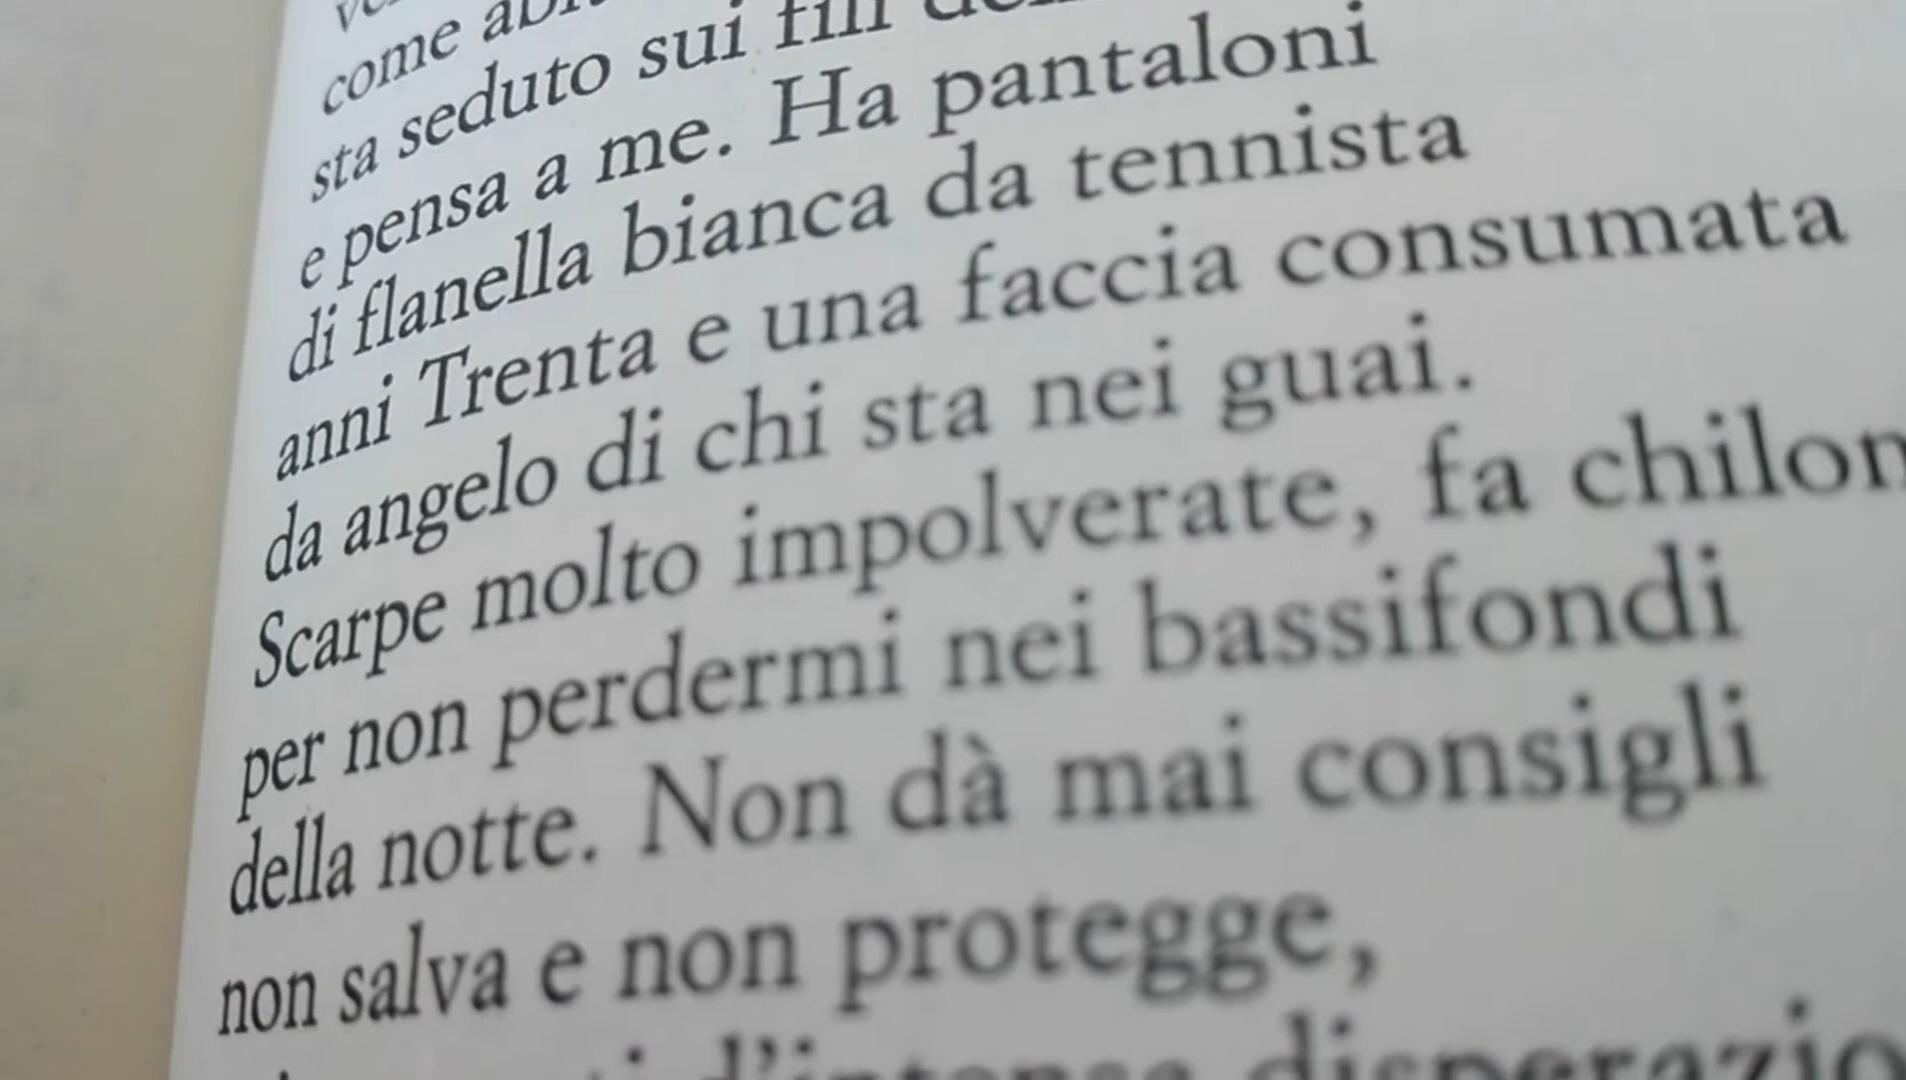 come
sta seduto sui fili
e pensa a me. Ha pantaloni
di flanella bianca da tennista
anni Trenta e una faccia consumata
da angelo di chi sta nei guai.
Scarpe molto impolverate, fa
per non perdermi nei bassifondi
della notte. Non dà mai consigli
non salva e non protegge,
d'intensa